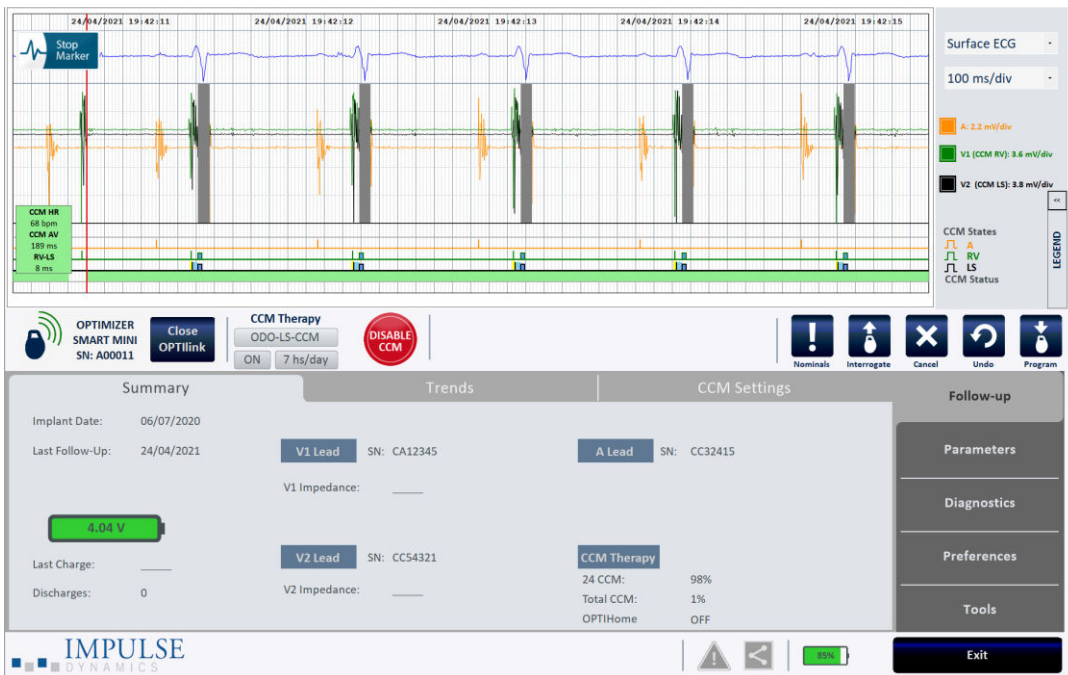 24/04/2021 19:42:11
24/04/2021 19:42:12
24/04/2021 19:42:13
24/04/2021 19:42:14
24/04/2021 19:42:15
Stop
Marker
CCM HR
68 bpm
CCM AV
189 ms
RV-LS
8 ms
Surface ECG
100 ms/div
A: 2.2 mV/div
V1 (CCM RV): 3.6 mV/div
V2 (CCM LS): 3.8 mV/div
<<
LEGEND
CCM States
A
RV
LS
CCM Status
OPTIMIZER
SMART MINI
SN: A00011
Close
OPTIlink
CCM Therapy
ODO-LS-CCM
ON
7 hs/day
DISABLE
CCM
Nominals
Interrogate
Cancel
Undo
Program
Summary
Trends
CCM Settings
Follow-up
Parameters
Diagnostics
Preferences
Tools
Exit
Implant Date: 06/07/2020
Last Follow-Up: 24/04/2021
4.04 V
Last Charge: _____
Discharges: 0
V1 Lead SN: CA12345
V1 Impedance: _____
V2 Lead SN: CC54321
V2 Impedance: _____
A Lead SN: CC32415
CCM Therapy
24 CCM: 98%
Total CCM: 1%
OPTIHome OFF
IMPULSE
DYNAMICS
85%